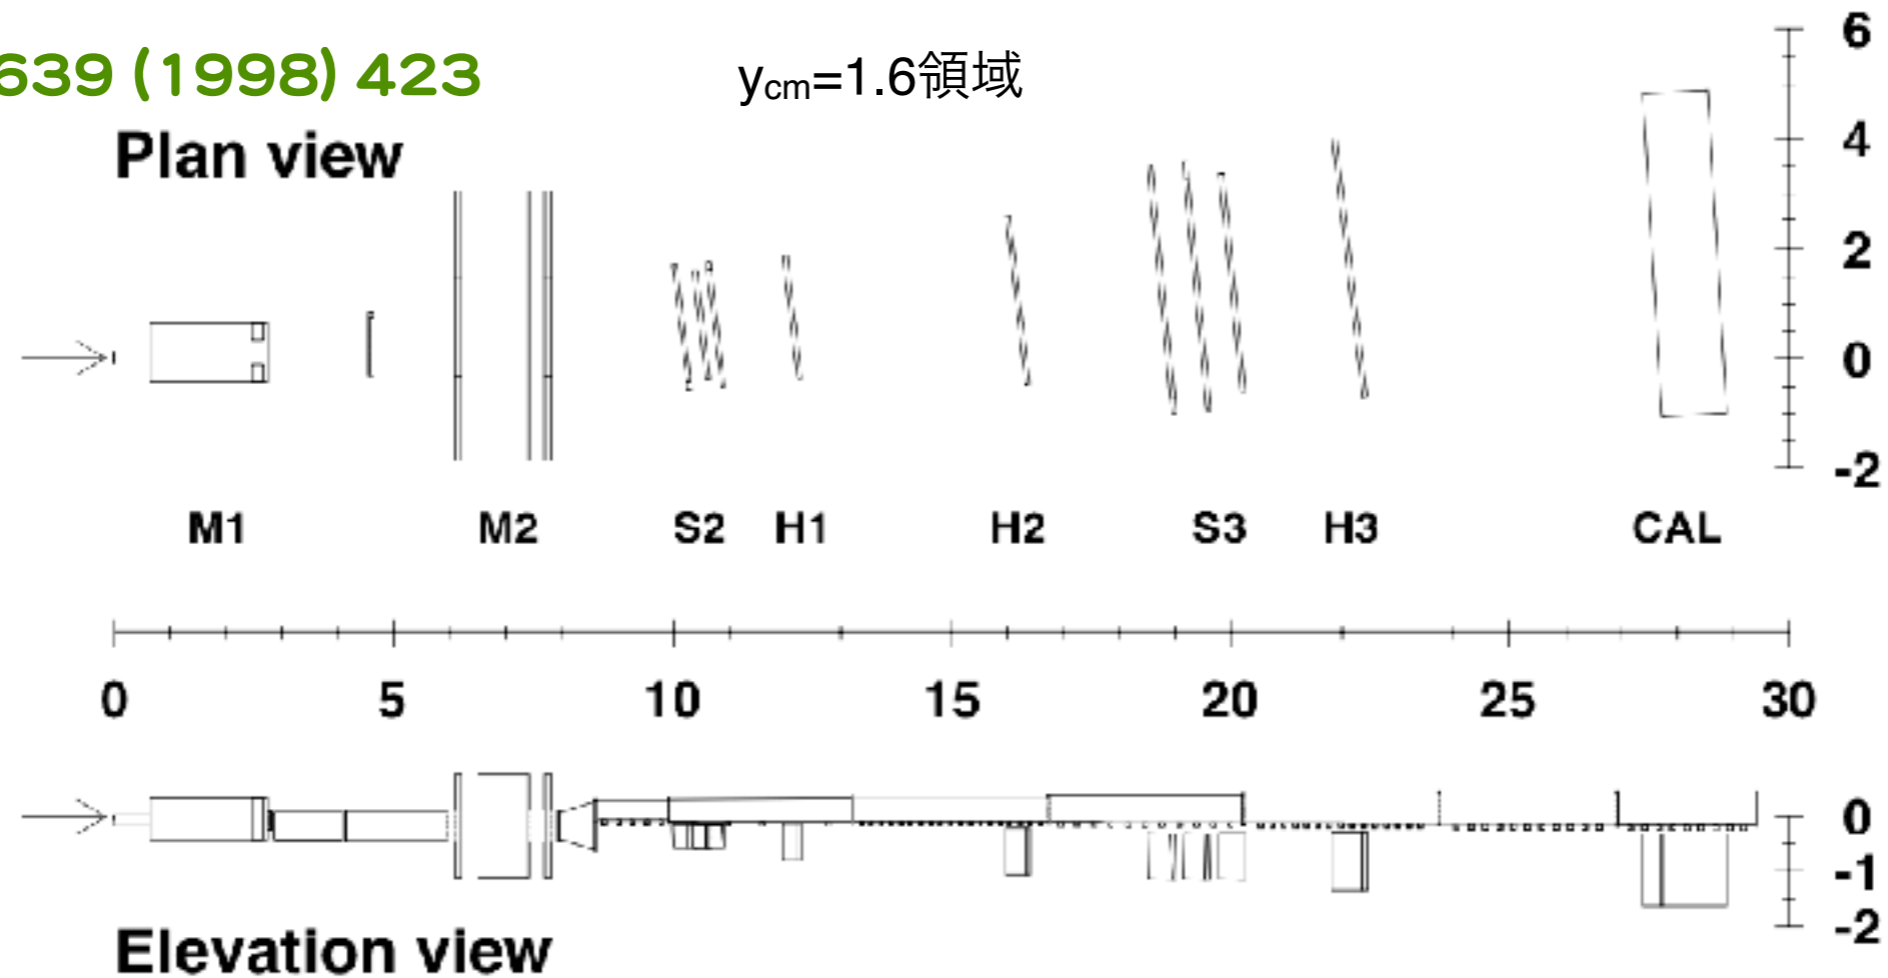 639 (1998) 423
ycm=1.6領域
Plan view
6
4
2
0
-2
M1 M2 S2 H1 H2 S3 H3 CAL
0 5 10 15 20 25 30
0
-1
-2
Elevation view